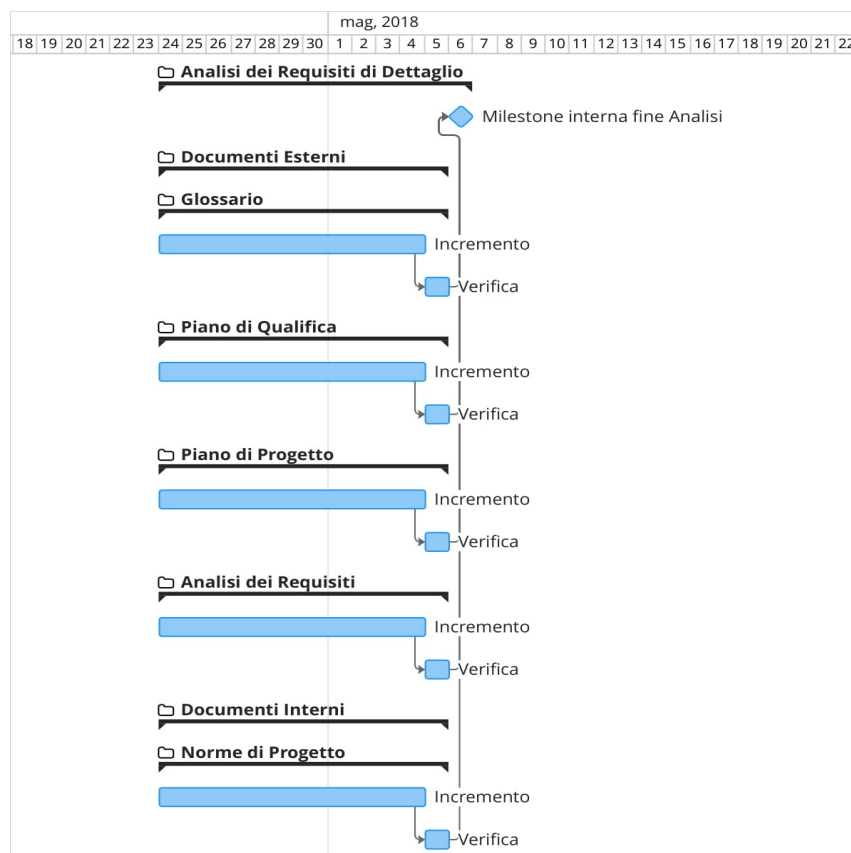 mag, 2018
18 19 20 21 22 23 24 25 26 27 28 29 30 1 2 3 4 5 6 7 8 9 10 11 12 13 14 15 16 17 18 19 20 21 22
Analisi dei Requisiti di Dettaglio
Milestone interna fine Analisi
Documenti Esterni
Glossario
Incremento
Verifica
Piano di Qualifica
Incremento
Verifica
Piano di Progetto
Incremento
Verifica
Analisi dei Requisiti
Incremento
Verifica
Documenti Interni
Norme di Progetto
Incremento
Verifica